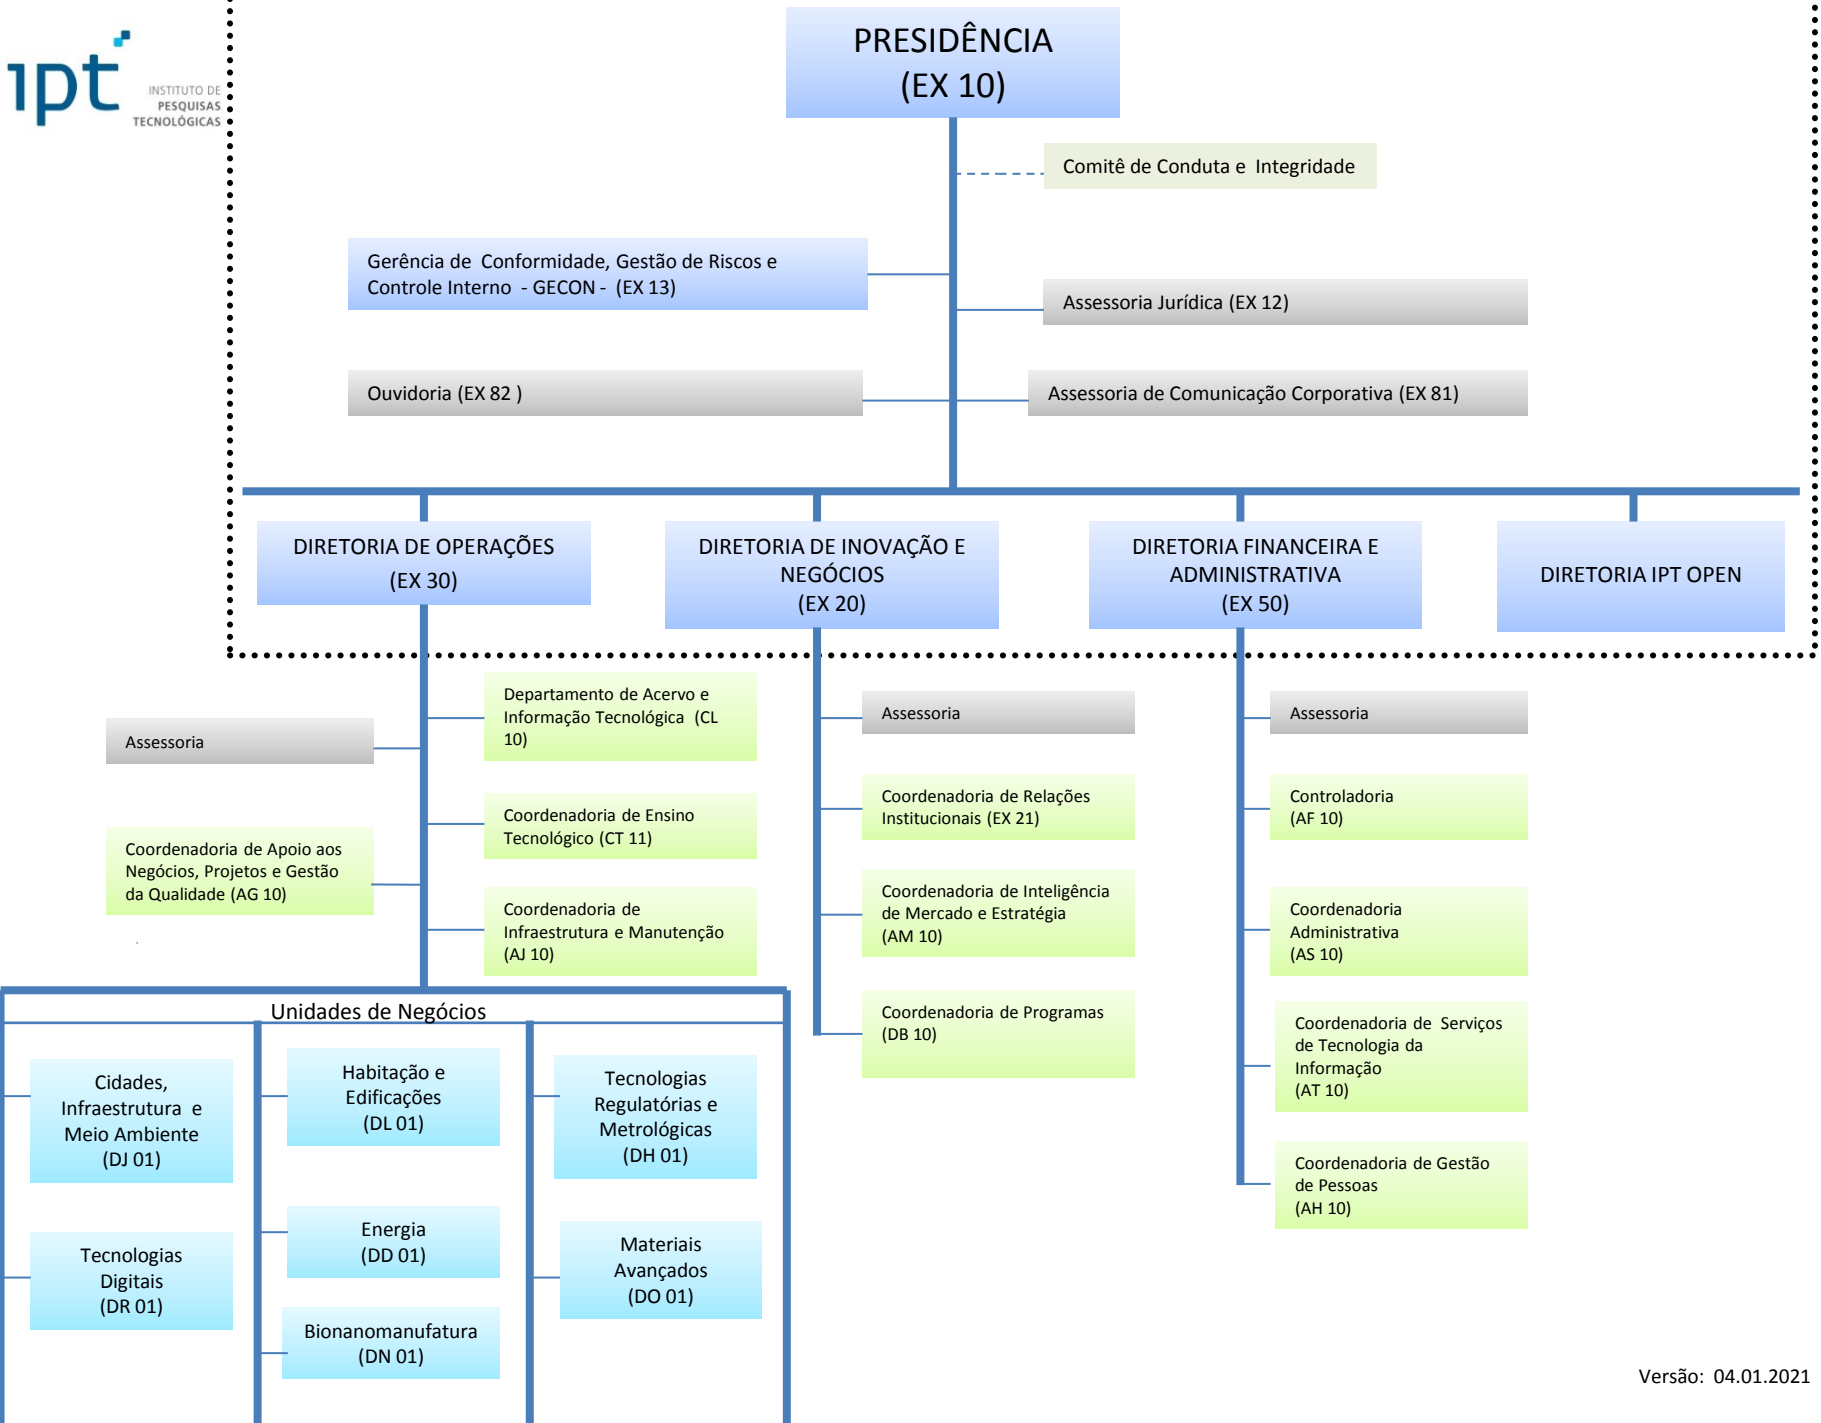 ipt
INSTITUTO DE
PESQUISAS
TECNOLÓGICAS
PRESIDÊNCIA
(EX 10)
Comitê de Conduta e Integridade
Gerência de Conformidade, Gestão de Riscos e
Controle Interno - GECON - (EX 13)
Assessoria Jurídica (EX 12)
Ouvidoria (EX 82 )
Assessoria de Comunicação Corporativa (EX 81)
DIRETORIA DE OPERAÇÕES
(EX 30)
DIRETORIA DE INOVAÇÃO E
NEGÓCIOS
(EX 20)
DIRETORIA FINANCEIRA E
ADMINISTRATIVA
(EX 50)
DIRETORIA IPT OPEN
Assessoria
Coordenadoria de Apoio aos
Negócios, Projetos e Gestão
da Qualidade (AG 10)
Departamento de Acervo e
Informação Tecnológica (CL
10)
Coordenadoria de Ensino
Tecnológico (CT 11)
Coordenadoria de
Infraestrutura e Manutenção
(AJ 10)
Assessoria
Coordenadoria de Relações
Institucionais (EX 21)
Coordenadoria de Inteligência
de Mercado e Estratégia
(AM 10)
Coordenadoria de Programas
(DB 10)
Assessoria
Controladoria
(AF 10)
Coordenadoria
Administrativa
(AS 10)
Coordenadoria de Serviços
de Tecnologia da
Informação
(AT 10)
Coordenadoria de Gestão
de Pessoas
(AH 10)
Unidades de Negócios
Cidades,
Infraestrutura e
Meio Ambiente
(DJ 01)
Tecnologias
Digitais
(DR 01)
Habitação e
Edificações
(DL 01)
Energia
(DD 01)
Bionanomanufatura
(DN 01)
Tecnologias
Regulatórias e
Metrológicas
(DH 01)
Materiais
Avançados
(DO 01)
Versão: 04.01.2021